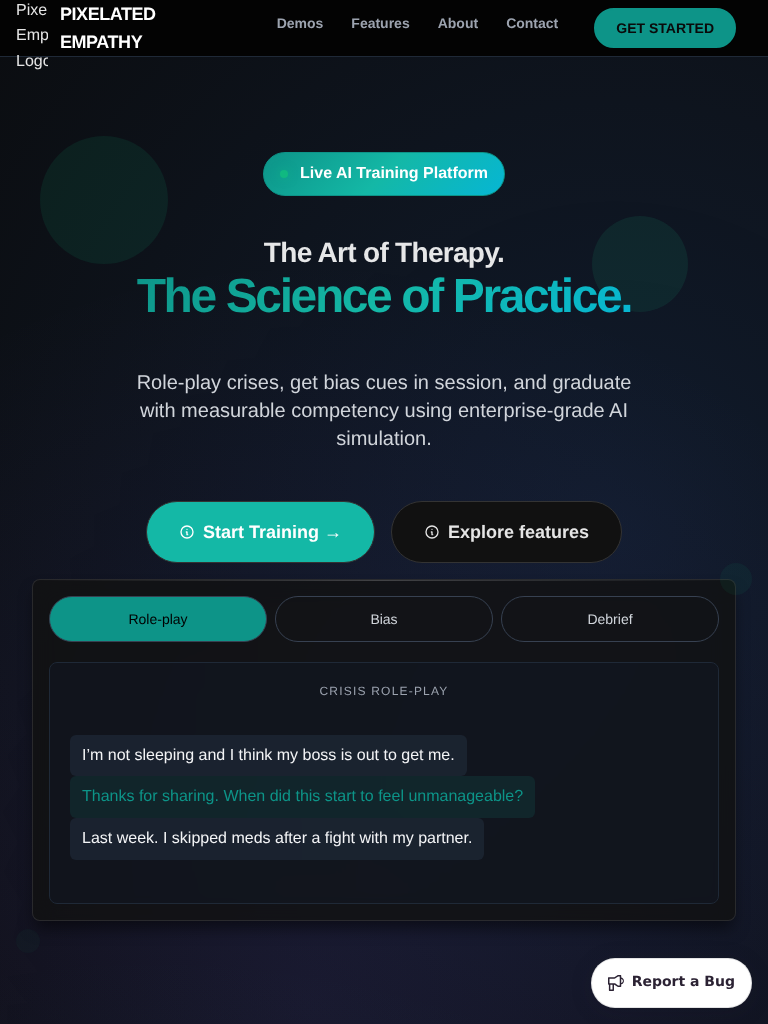 Pixe
Emp
Logo
PIXELATED
EMPATHY
Demos
Features
About
Contact
GET STARTED
Live AI Training Platform
The Art of Therapy.
The Science of Practice.
Role-play crises, get bias cues in session, and graduate
with measurable competency using enterprise-grade AI
simulation.
Start Training →
Explore features
Role-play
Bias
Debrief
CRISIS ROLE-PLAY
I’m not sleeping and I think my boss is out to get me.
Thanks for sharing. When did this start to feel unmanageable?
Last week. I skipped meds after a fight with my partner.
Report a Bug